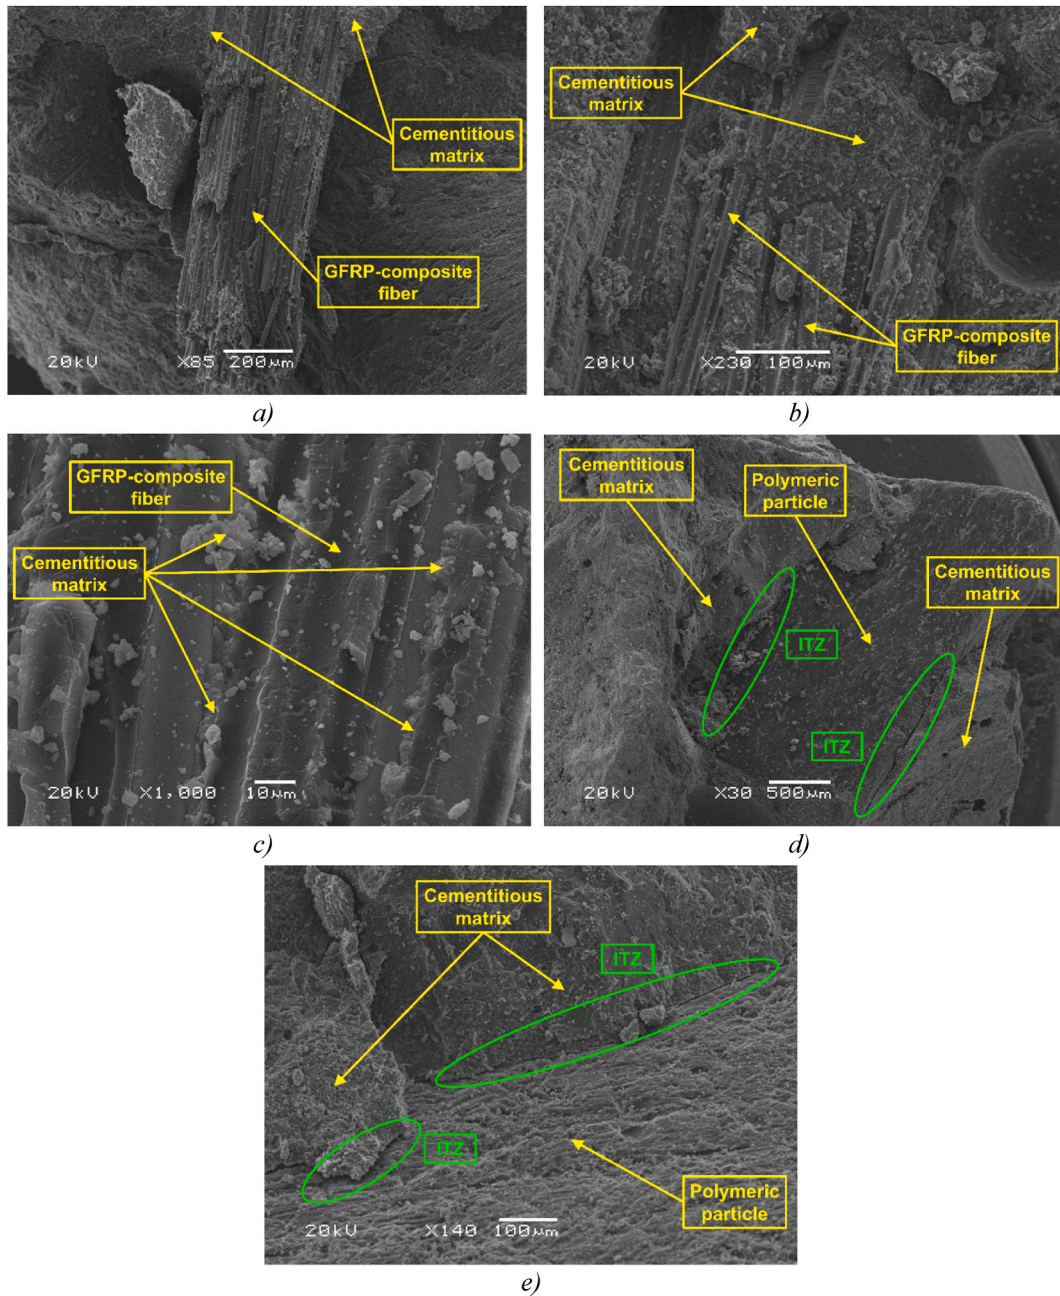 Cementitious
matrix
GFRP-composite
fiber
20kV X85 200μm
a)
Cementitious
matrix
GFRP-composite
fiber
20kV X230 100μm
b)
GFRP-composite
fiber
Cementitious
matrix
20kV X1,000 10μm
c)
Cementitious
matrix
Polymeric
particle
Cementitious
matrix
ITZ
ITZ
20kV X30 500μm
d)
Cementitious
matrix
ITZ
ITZ
Polymeric
particle
20kV X140 100μm
e)